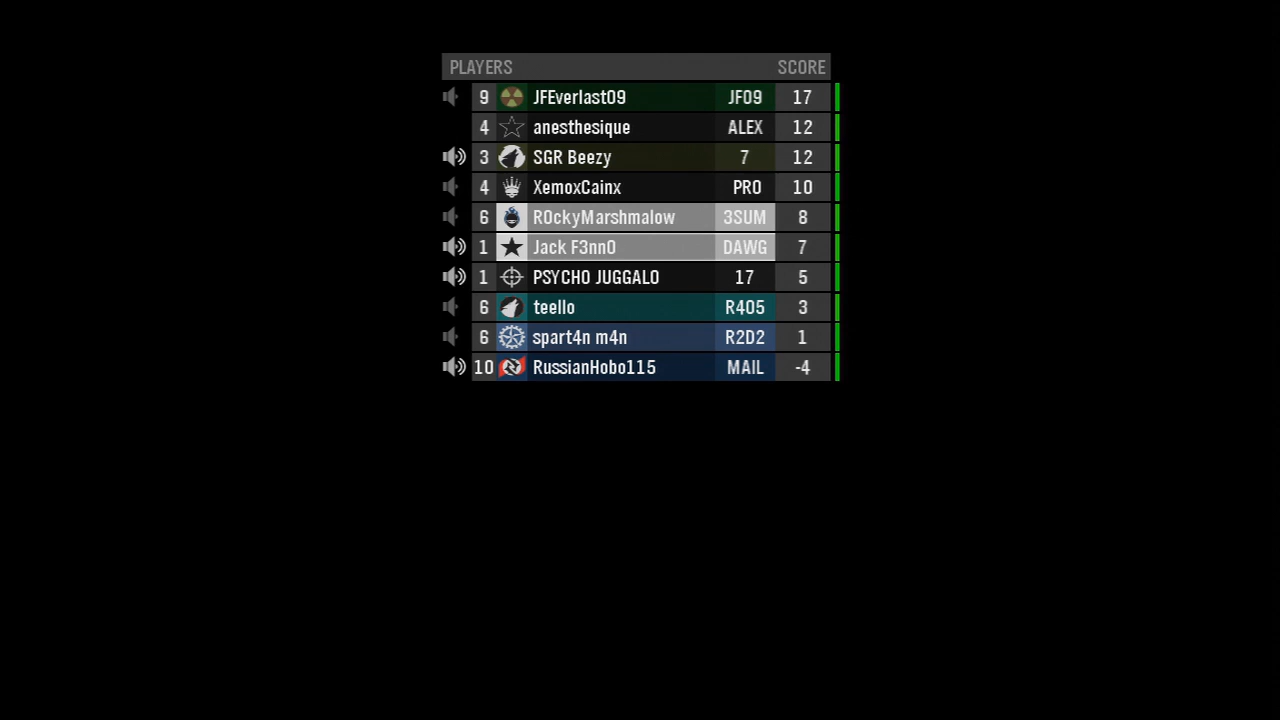 PLAYERS SCORE
9 JFEverlast09 JF09 17
4 anesthesique ALEX 12
3 SGR Beezy 7 12
4 XemoxCainx PRO 10
6 R0ckyMarshmalow 3SUM 8
1 Jack F3nn0 DAWG 7
1 PSYCHO JUGGALO 17 5
6 teello R405 3
6 spart4n m4n R2D2 1
10 RussianHobo115 MAIL -4